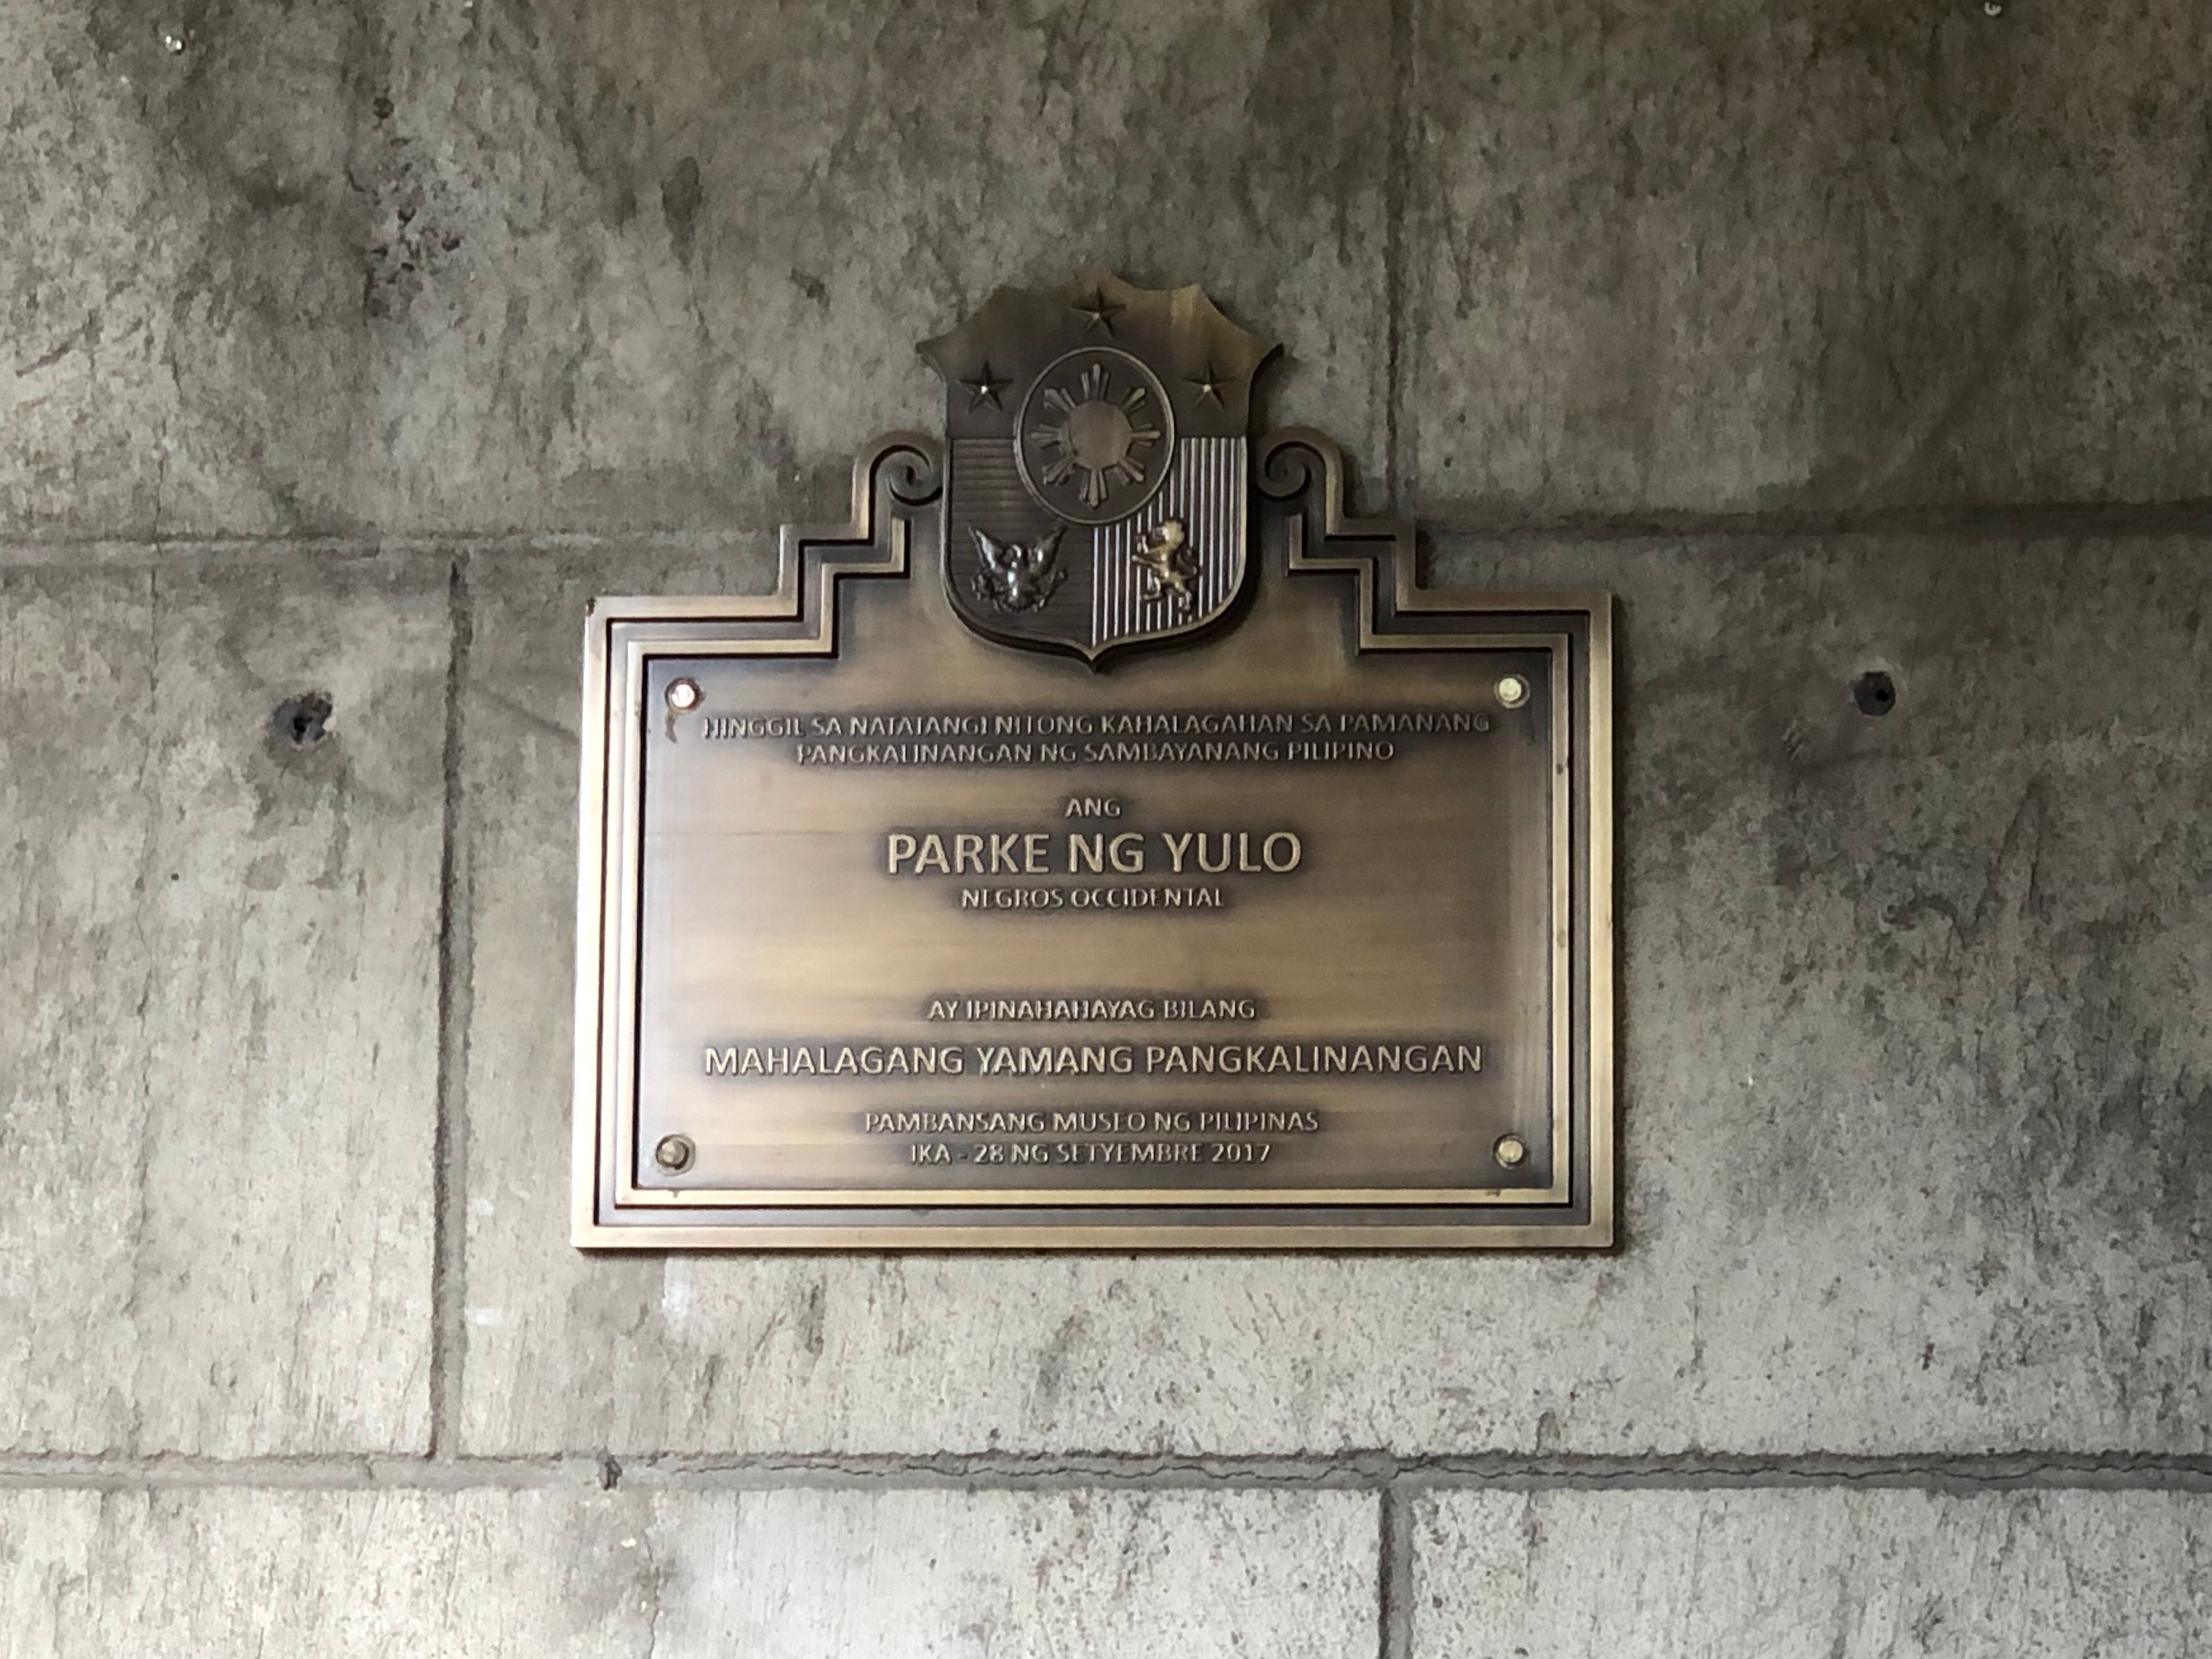 HINGGIL SA NATATANGI NITONG KAHALAGAHAN SA PAMANANG
PANGKALINANGAN NG SAMBAYANANG PILIPINO
ANG
PARKE NG YULO
NEGROS OCCIDENTAL
AY IPINAHAHAYAG BILANG
MAHALAGANG YAMANG PANGKALINANGAN
PAMBANSANG MUSEO NG PILIPINAS
IKA - 28 NG SETYEMBRE 2017